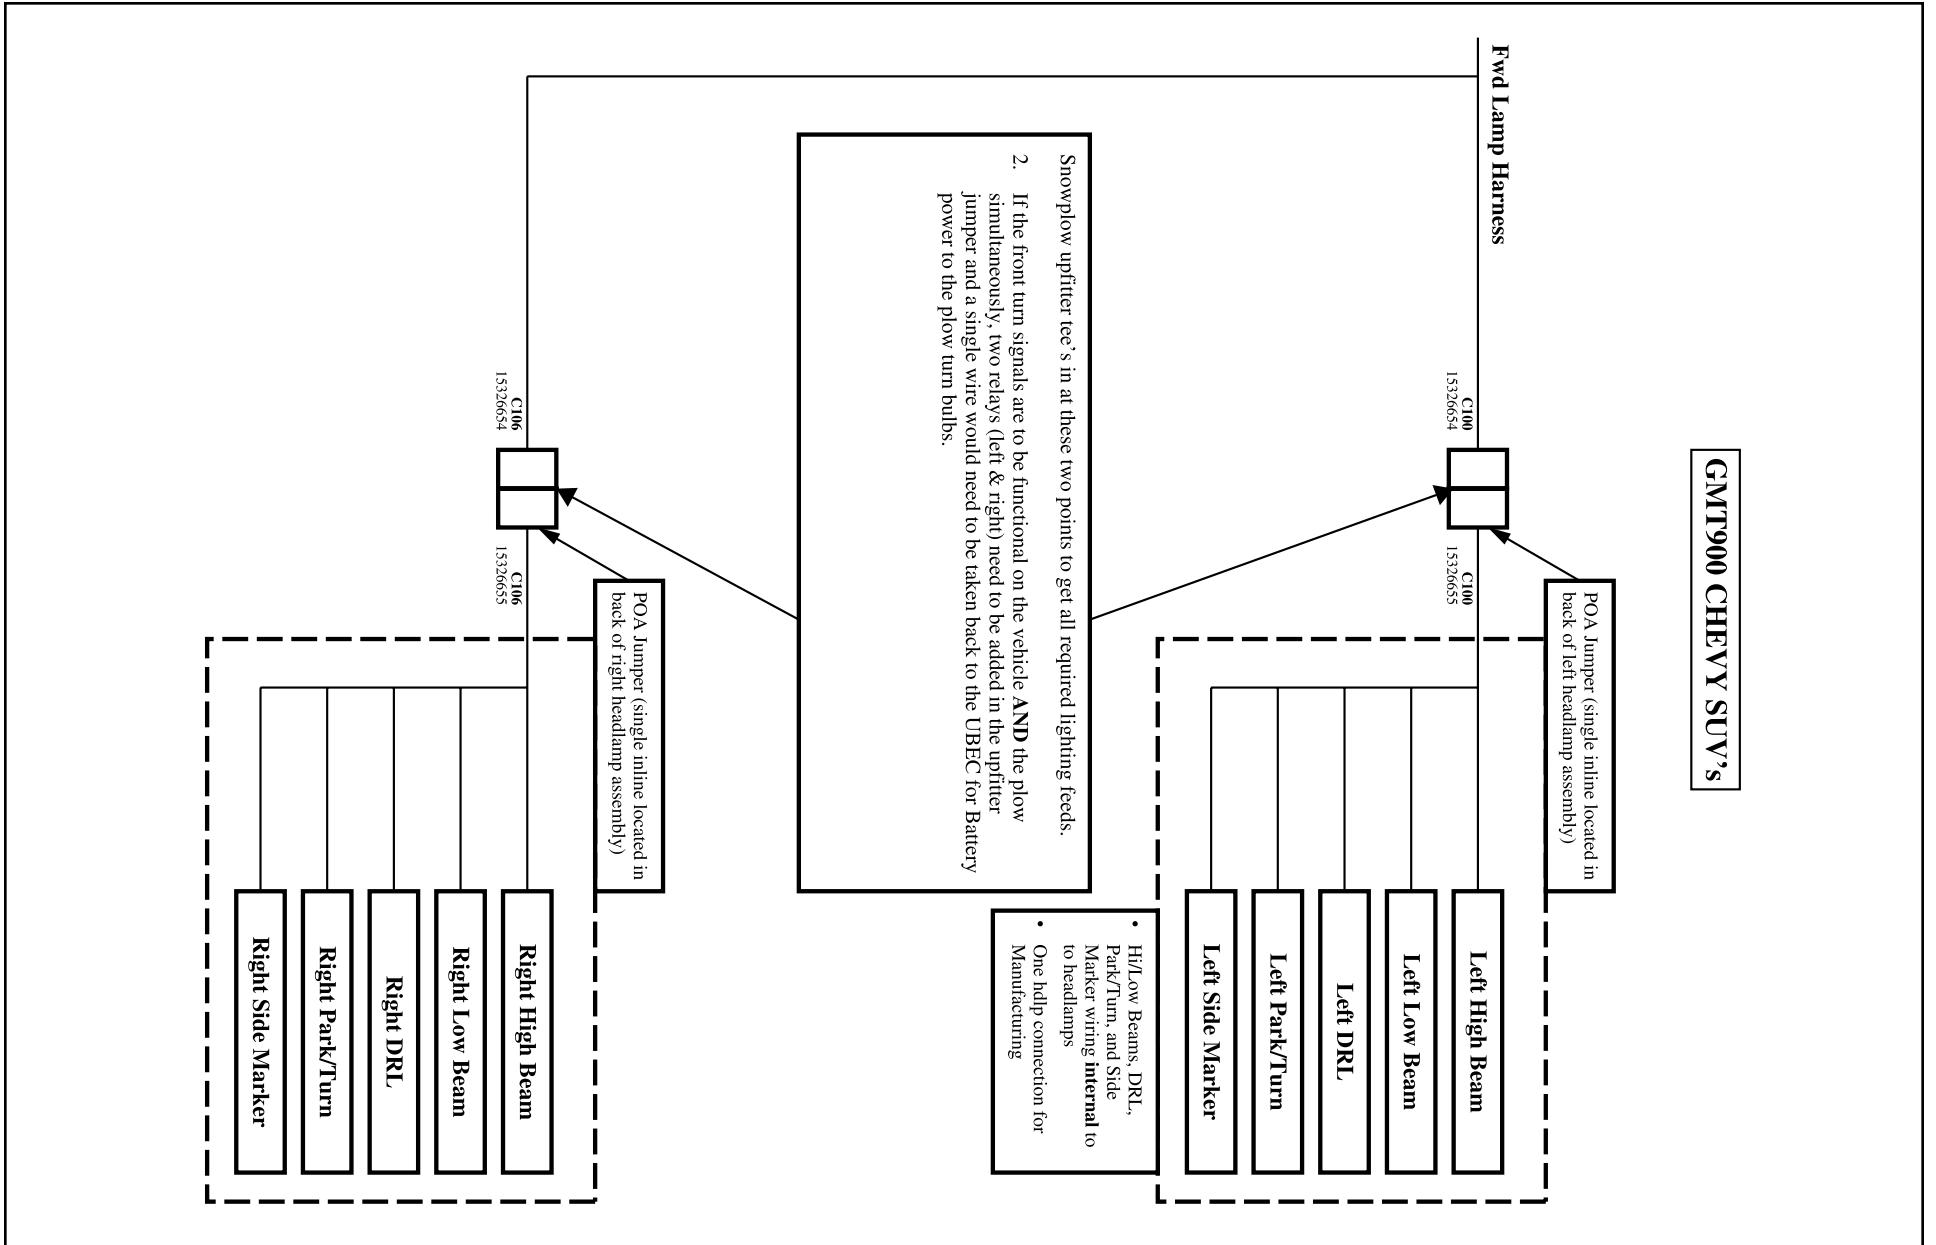 GMT900 CHEVY SUV's
Fwd Lamp Harness
POA Jumper (single inline located in
back of left headlamp assembly)
C100
15326654
C100
15326655
Left High Beam
Left Low Beam
Left DRL
Left Park/Turn
Left Side Marker
Snowplow upfitter tee's in at these two points to get all required lighting feeds.
2. If the front turn signals are to be functional on the vehicle AND the plow
simultaneously, two relays (left & right) need to be added in the upfitter
jumper and a single wire would need to be taken back to the UBEC for Battery
power to the plow turn bulbs.
• Hi/Low Beams, DRL,
Park/Turn, and Side
Marker wiring internal to
to headlamps
• One hdlp connection for
Manufacturing
POA Jumper (single inline located in
back of right headlamp assembly)
C106
15326654
C106
15326655
Right High Beam
Right Low Beam
Right DRL
Right Park/Turn
Right Side Marker